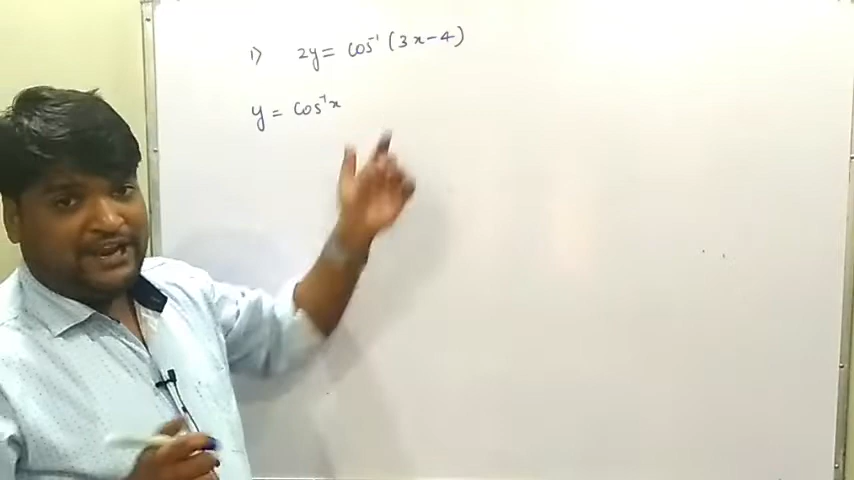 1) 2y = cos⁻¹ (3x-4)
y = cos⁻¹x